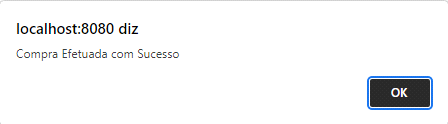 localhost:8080 diz
Compra Efetuada com Sucesso
OK